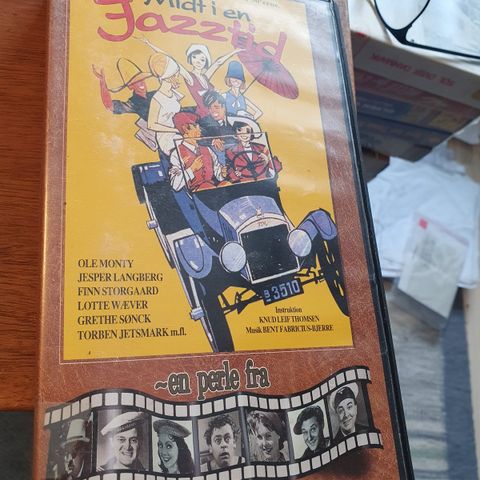 Midt i en
Jazztid
OLE MONTY
JESPER LANGBERG
FINN STORGAARD
LOTTE WÆVER
GRETHE SØNCK
TORBEN JETSMARK m.fl.
B 3510
Instruktion
KNUD LEIF THOMSEN
Musik BENT FABRICIUS-BJERRE
~en perle fra